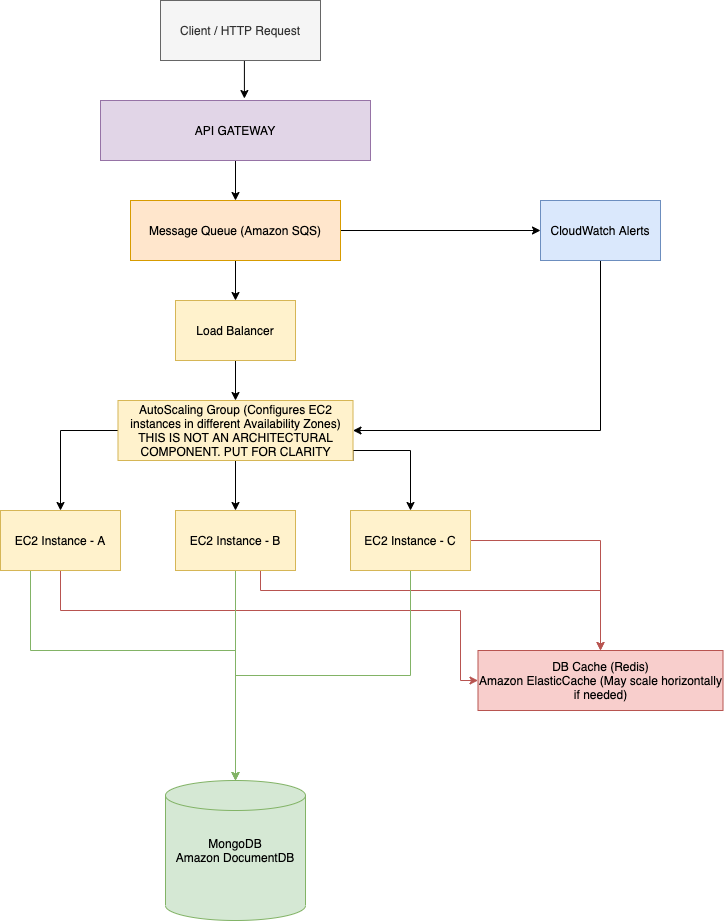 Client / HTTP Request
API GATEWAY
Message Queue (Amazon SQS)
CloudWatch Alerts
Load Balancer
AutoScaling Group (Configures EC2
instances in different Availability Zones)
THIS IS NOT AN ARCHITECTURAL
COMPONENT. PUT FOR CLARITY
EC2 Instance - A
EC2 Instance - B
EC2 Instance - C
DB Cache (Redis)
Amazon ElasticCache (May scale horizontally
if needed)
MongoDB
Amazon DocumentDB